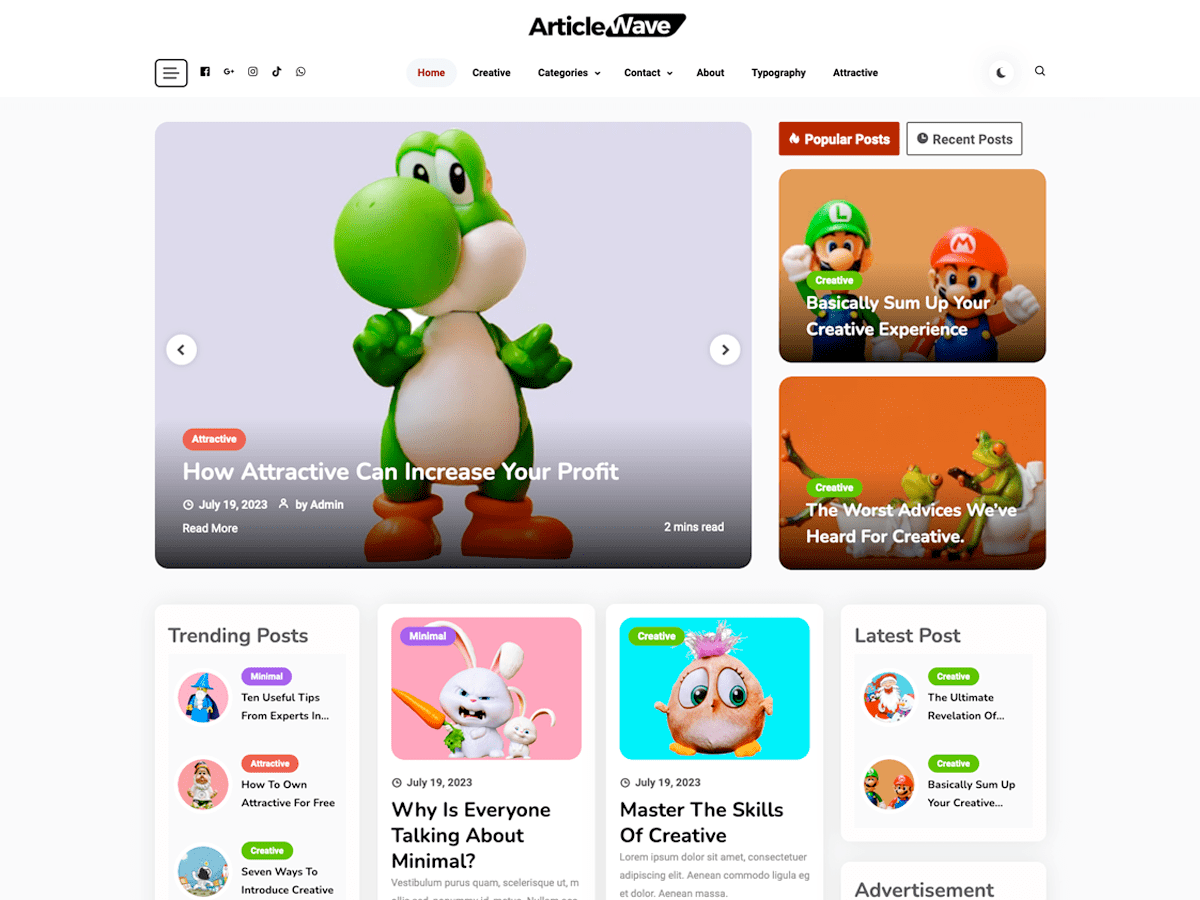 ArticleWave
Home Creative Categories Contact About Typography Attractive
Popular Posts
Recent Posts
Attractive
How Attractive Can Increase Your Profit
July 19, 2023 by Admin
Read More
2 mins read
L
M
Creative
Basically Sum Up Your
Creative Experience
Creative
The Worst Advices We've
Heard For Creative.
Trending Posts
Minimal
Ten Useful Tips
From Experts In...
Attractive
How To Own
Attractive For Free
Creative
Seven Ways To
Introduce Creative
Minimal
July 19, 2023
Why Is Everyone
Talking About
Minimal?
Vestibulum purus quam, scelerisque ut, m
Creative
July 19, 2023
Master The Skills
Of Creative
Lorem ipsum dolor sit amet, consectetuer
adipiscing elit. Aenean commodo ligula eg
et dolor. Aenean massa.
Latest Post
Creative
The Ultimate
Revelation Of...
Creative
Basically Sum Up
Your Creative...
Advertisement